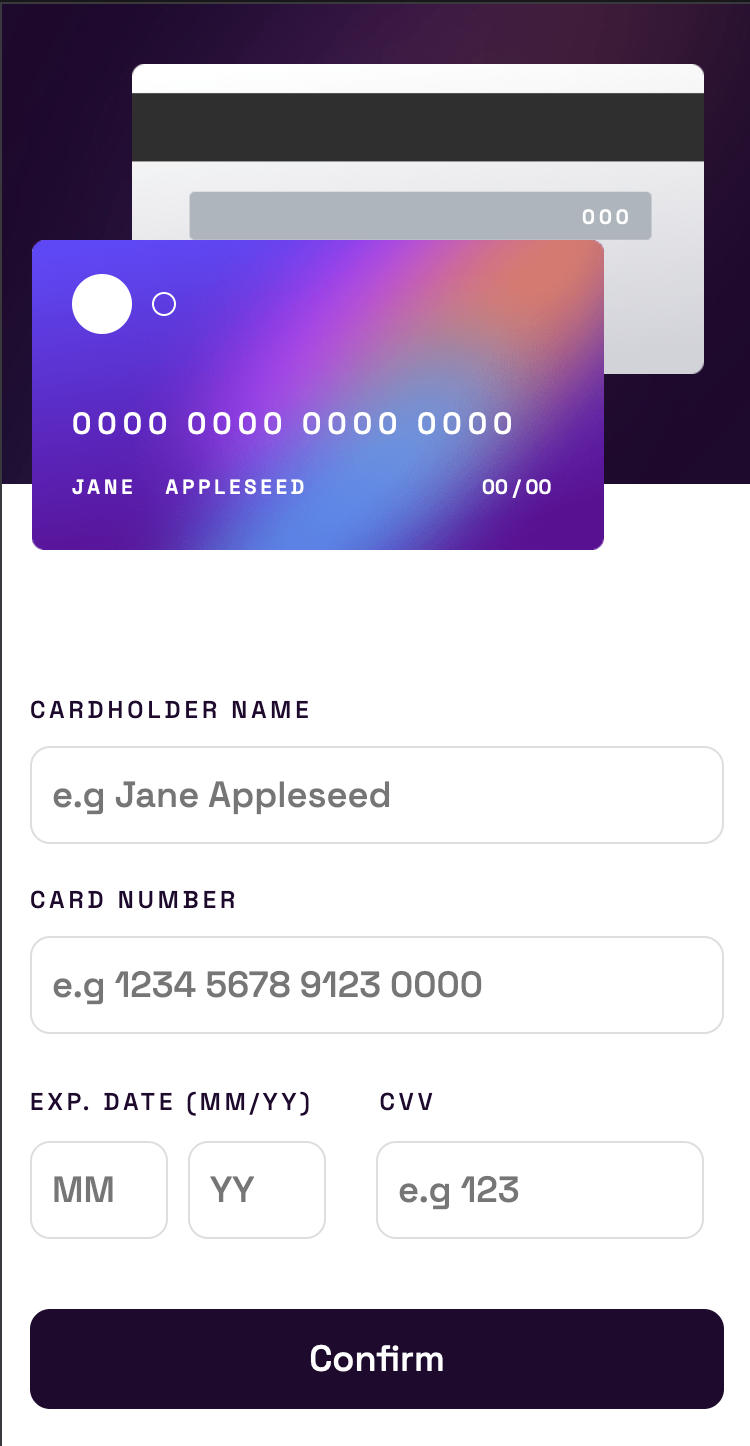 000
0000 0000 0000 0000
JANE APPLESEED 00/00
CARDHOLDER NAME
e.g Jane Appleseed
CARD NUMBER
e.g 1234 5678 9123 0000
EXP. DATE (MM/YY) CVV
MM YY e.g 123
Confirm